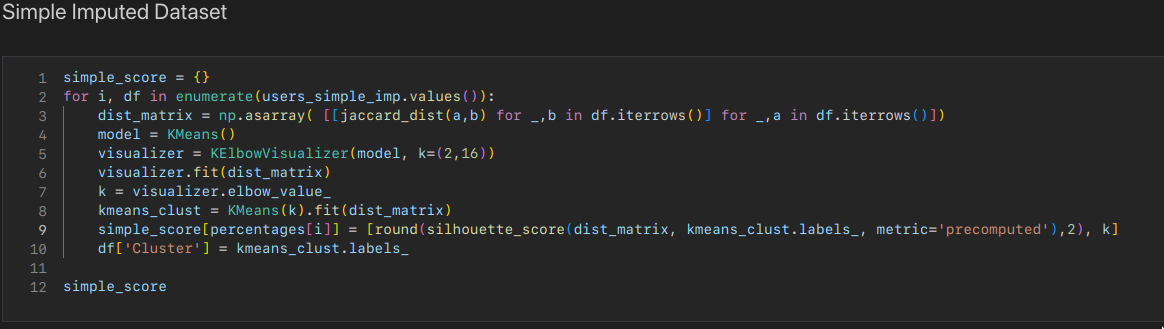 Simple Imputed Dataset
1 simple_score = {}
2 for i, df in enumerate(users_simple_imp.values()):
3     dist_matrix = np.asarray( [[jaccard_dist(a,b) for _,b in df.iterrows()] for _,a in df.iterrows()])
4     model = KMeans()
5     visualizer = KElbowVisualizer(model, k=(2,16))
6     visualizer.fit(dist_matrix)
7     k = visualizer.elbow_value_
8     kmeans_clust = KMeans(k).fit(dist_matrix)
9     simple_score[percentages[i]] = [round(silhouette_score(dist_matrix, kmeans_clust.labels_, metric='precomputed'),2), k]
10     df['Cluster'] = kmeans_clust.labels_
11
12 simple_score